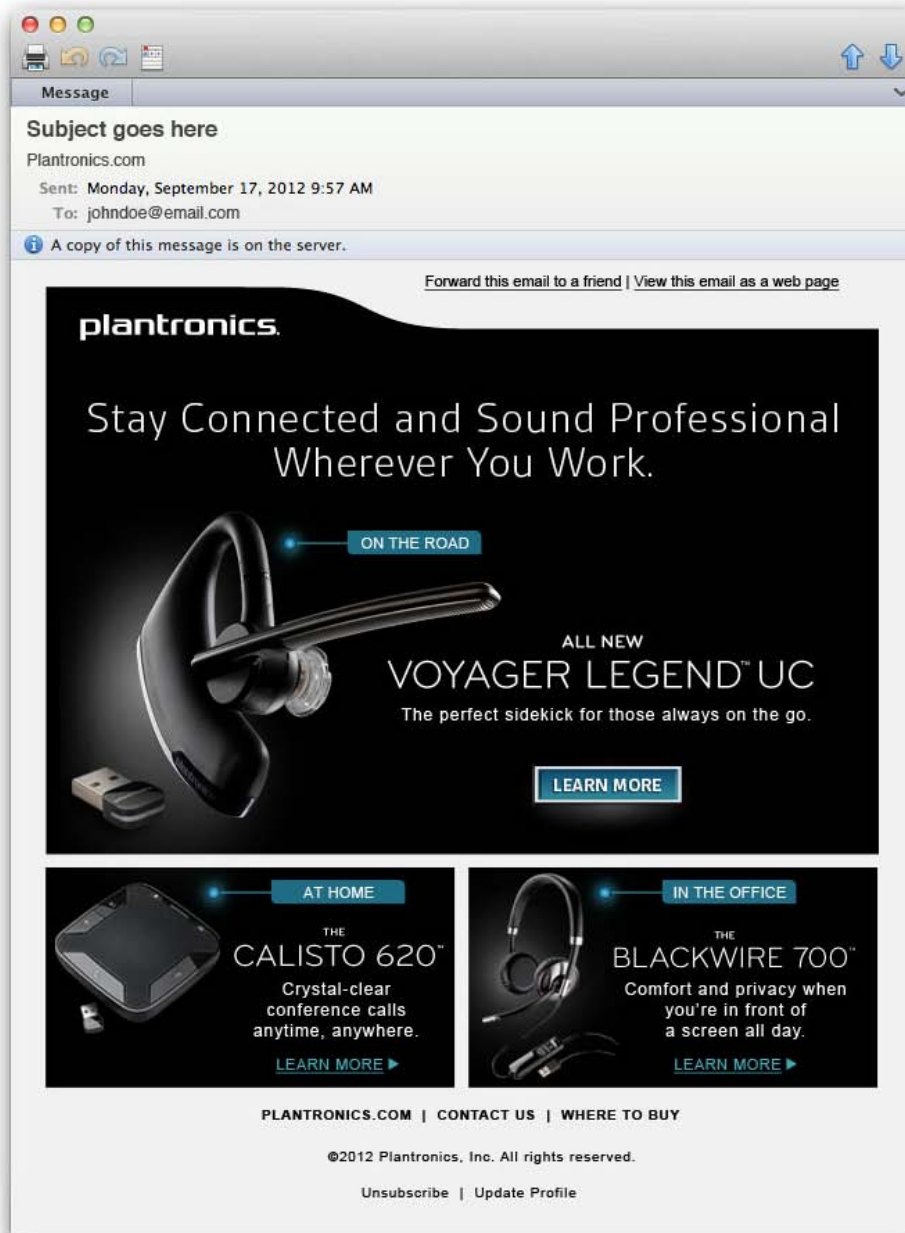 Message
Subject goes here
Plantronics.com
Sent: Monday, September 17, 2012 9:57 AM
To: johndoe@email.com
A copy of this message is on the server.
Forward this email to a friend | View this email as a web page
plantronics.
Stay Connected and Sound Professional
Wherever You Work.
ON THE ROAD
ALL NEW
VOYAGER LEGEND™ UC
The perfect sidekick for those always on the go.
plantronics
LEARN MORE
AT HOME
THE
CALISTO 620™
Crystal-clear
conference calls
anytime, anywhere.
LEARN MORE ▶
IN THE OFFICE
THE
BLACKWIRE 700™
Comfort and privacy when
you're in front of
a screen all day.
LEARN MORE ▶
PLANTRONICS.COM | CONTACT US | WHERE TO BUY
©2012 Plantronics, Inc. All rights reserved.
Unsubscribe | Update Profile